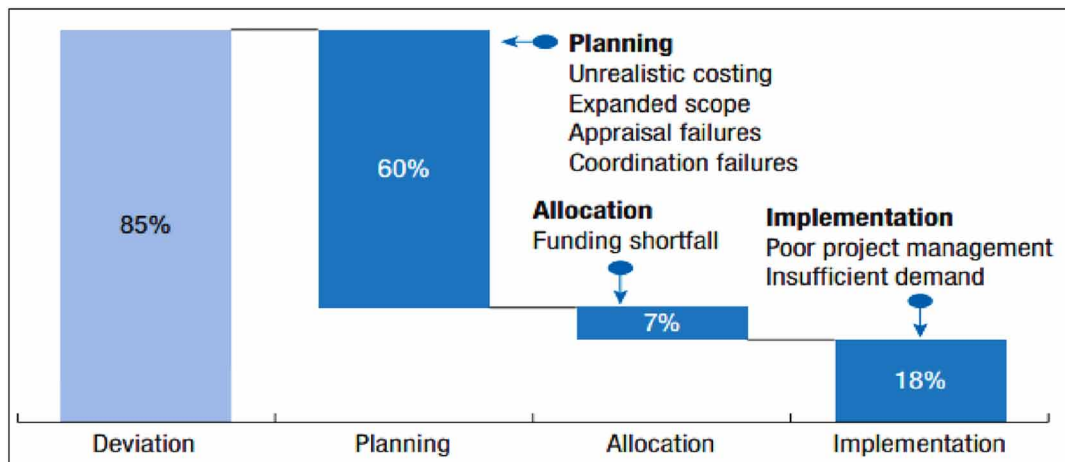 Planning
Unrealistic costing
Expanded scope
Appraisal failures
Coordination failures
60%
85%
Allocation
Funding shortfall
Implementation
Poor project management
Insufficient demand
7%
18%
Deviation
Planning
Allocation
Implementation